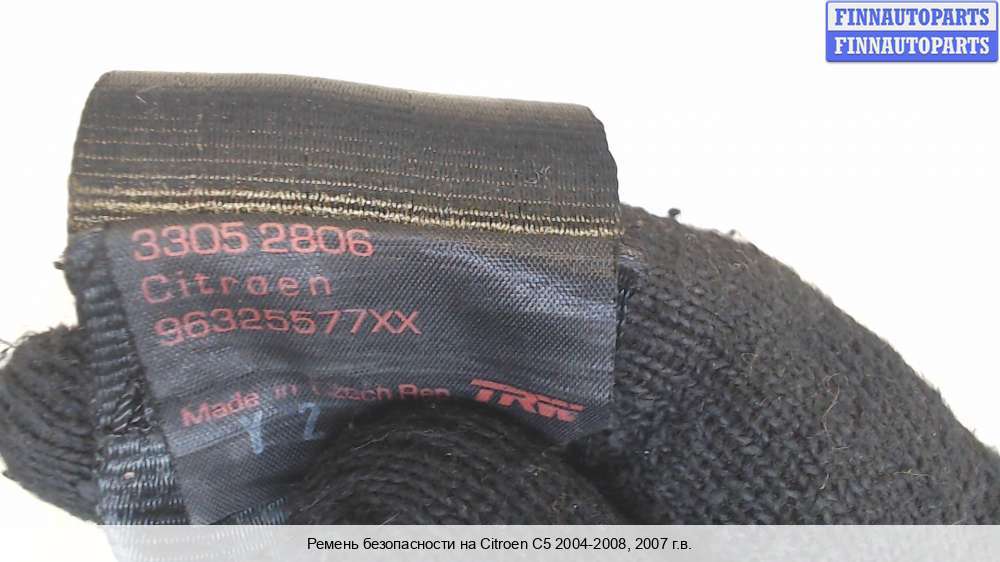 FINNAUTOPARTS
FINNAUTOPARTS
3305 2806
Citroen
96325577XX
Made in Czech Rep TRW
Y Z
Ремень безопасности на Citroen C5 2004-2008, 2007 г.в.